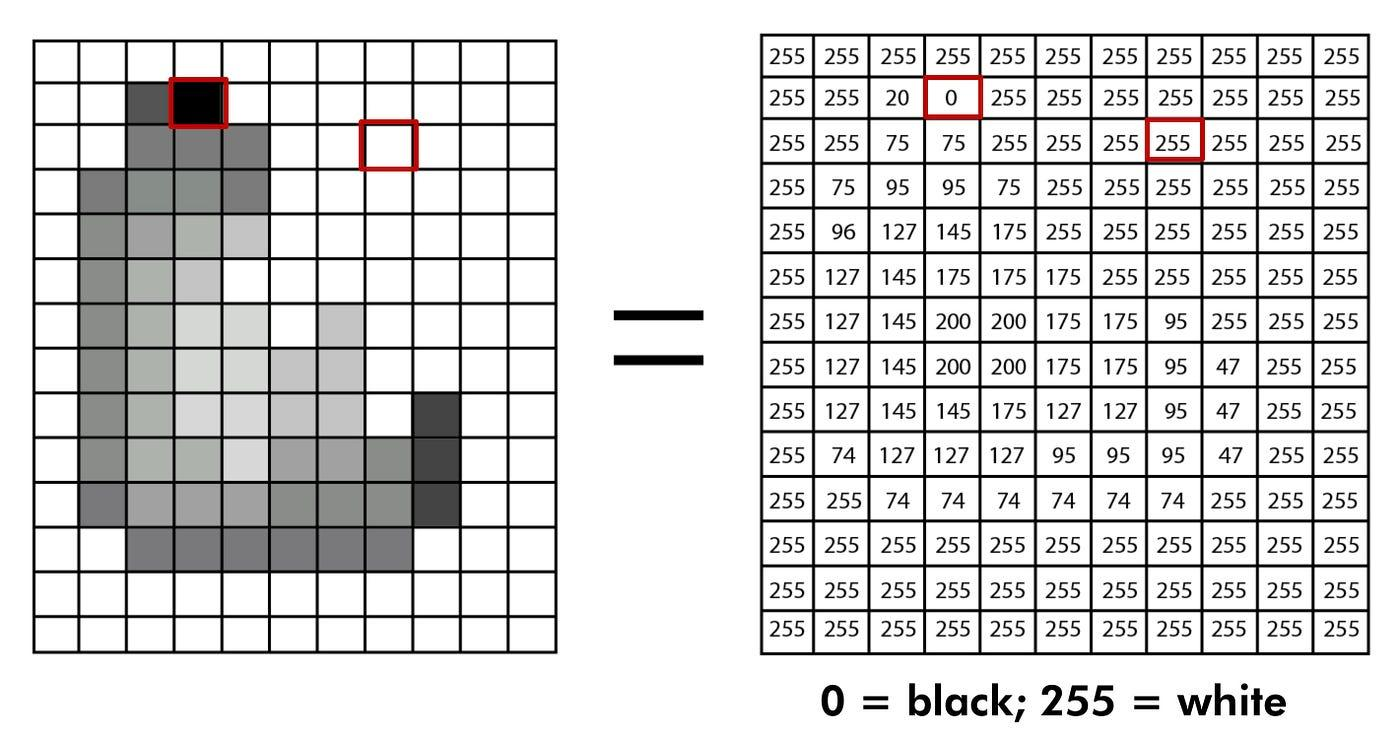 255 255 255 255 255 255 255 255 255 255 255
255 255 20 0 255 255 255 255 255 255 255
255 255 75 75 255 255 255 255 255 255 255
255 75 95 95 75 255 255 255 255 255 255
255 96 127 145 175 255 255 255 255 255 255
255 127 145 175 175 175 255 255 255 255 255
255 127 145 200 200 175 175 95 255 255 255
255 127 145 200 200 175 175 95 47 255 255
255 127 145 145 175 127 127 95 47 255 255
255 74 127 127 127 95 95 95 47 255 255
255 255 74 74 74 74 74 74 255 255 255
255 255 255 255 255 255 255 255 255 255 255
255 255 255 255 255 255 255 255 255 255 255
255 255 255 255 255 255 255 255 255 255 255
0 = black; 255 = white